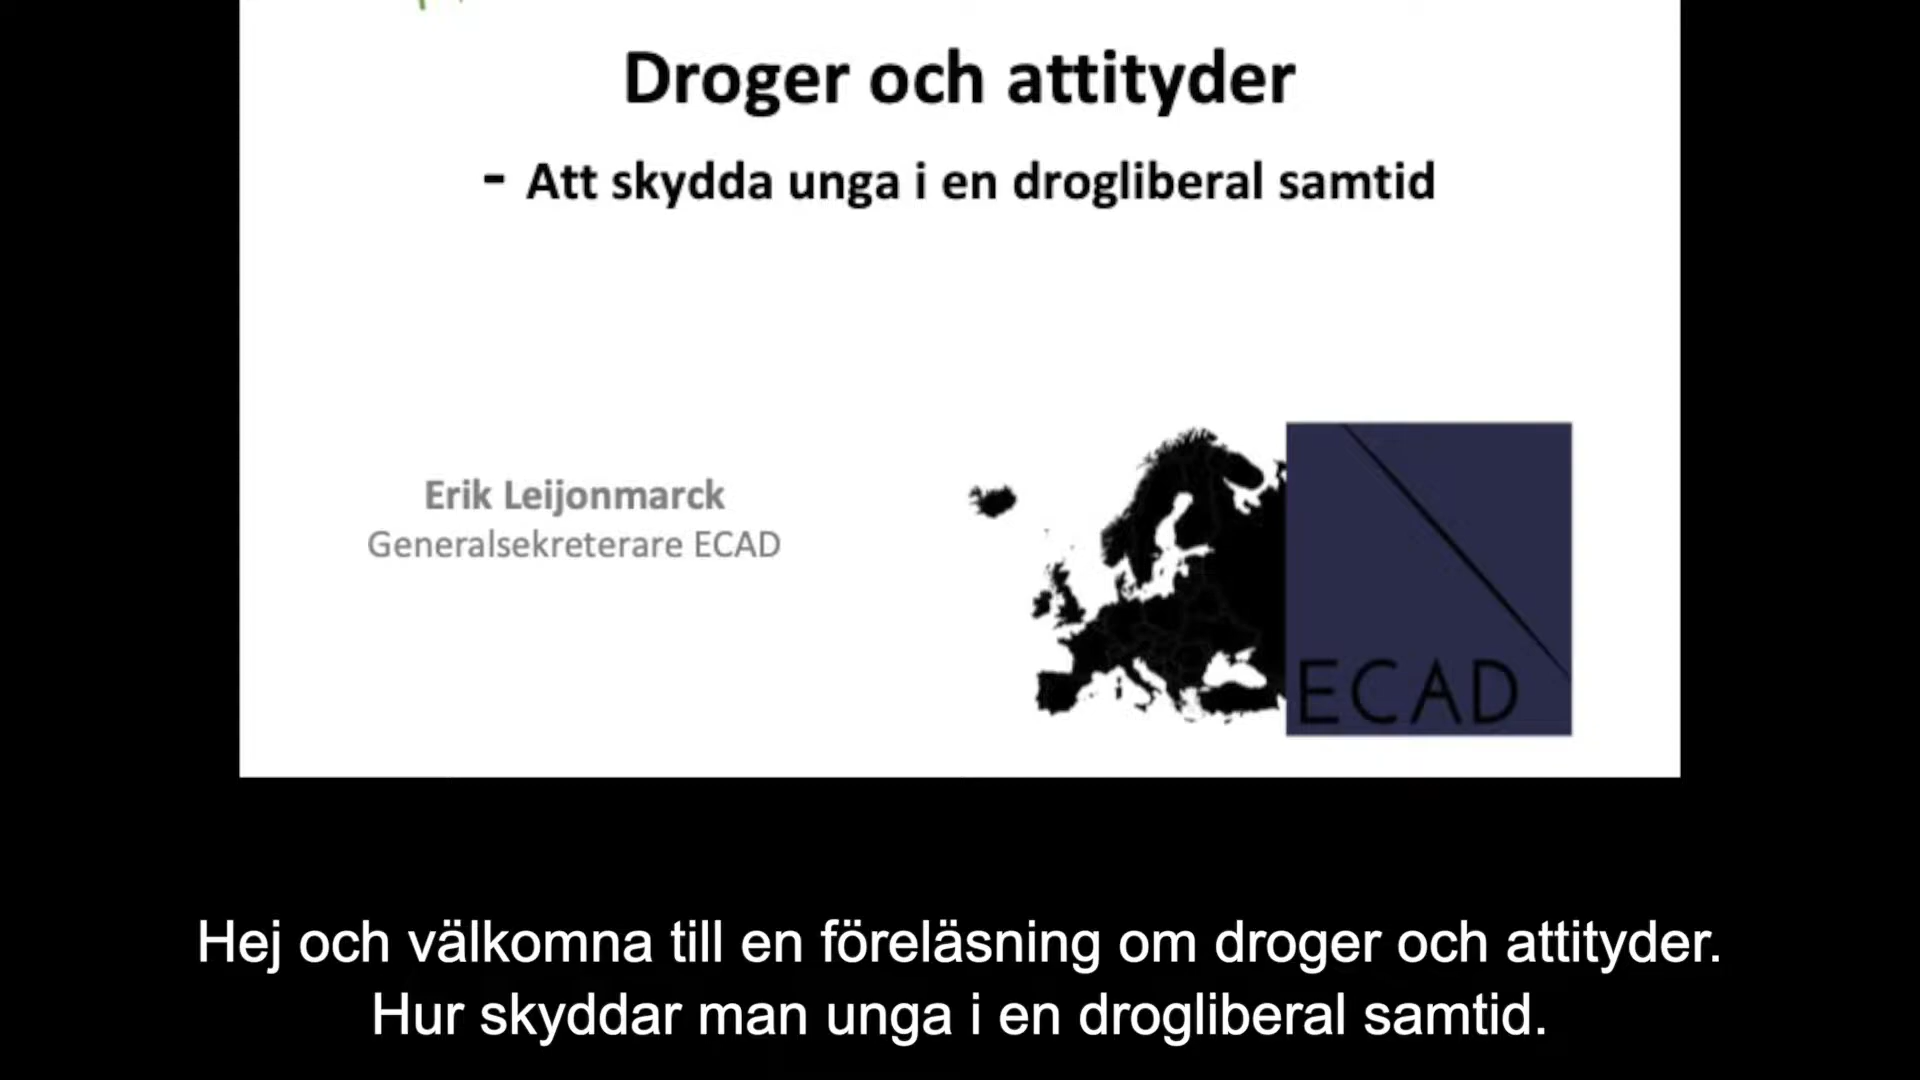 Droger och attityder
- Att skydda unga i en drogliberal samtid
Erik Leijonmarck
Generalsekreterare ECAD
ECAD
Hej och välkomna till en föreläsning om droger och attityder.
Hur skyddar man unga i en drogliberal samtid.